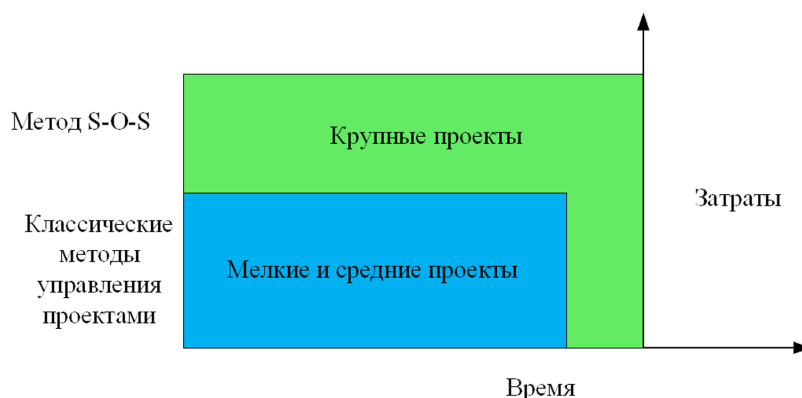 Метод S-O-S
Крупные проекты
Затраты
Классические
методы
управления
проектами
Мелкие и средние проекты
Время